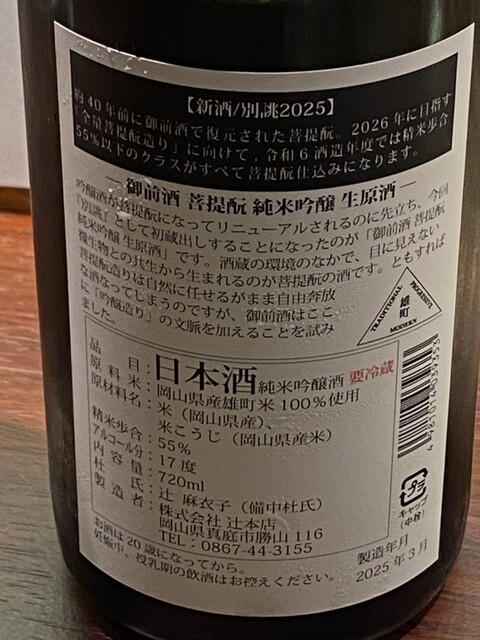 【新酒/別誂2025】
約40年前に御前酒で復元された菩提酛。2026年に目指す
「全量菩提酛造り」に向けて、令和6酒造年度では精米歩合
55％以下のクラスがすべて菩提酛仕込みになります。
― 御前酒 菩提酛 純米吟醸 生原酒 ―
吟醸酒が菩提酛になってリニューアルされるのに先立ち、今回
「別誂」として初蔵出しすることになったのが「御前酒 菩提酛
純米吟醸 生原酒」です。酒蔵の環境のなかで、目に見えない
微生物との共生から生まれるのが菩提酛の酒です。ともすれば
菩提酛造りは自然に任せるがまま自由奔放
な酒なってしまうのですが、御前酒はここ
に「吟醸造り」の文脈を加えることを試み
ました。
TRADITIONAL
雄町
MODERN
品目：日本酒 純米吟醸酒 要冷蔵
原料米：岡山県産雄町米100％使用
原材料名：米（岡山県産）、
米こうじ（岡山県産米）
精米歩合：55％
アルコール分：17度
内容量：720ml
杜氏：辻 麻衣子（備中杜氏）
製造者：株式会社 辻本店
岡山県真庭市勝山116
TEL：0867-44-3155
お酒は20歳になってから。
妊娠中、授乳期の飲酒はお控えください。
プラ
キャップ
（中栓）
製造年月
2025年3月